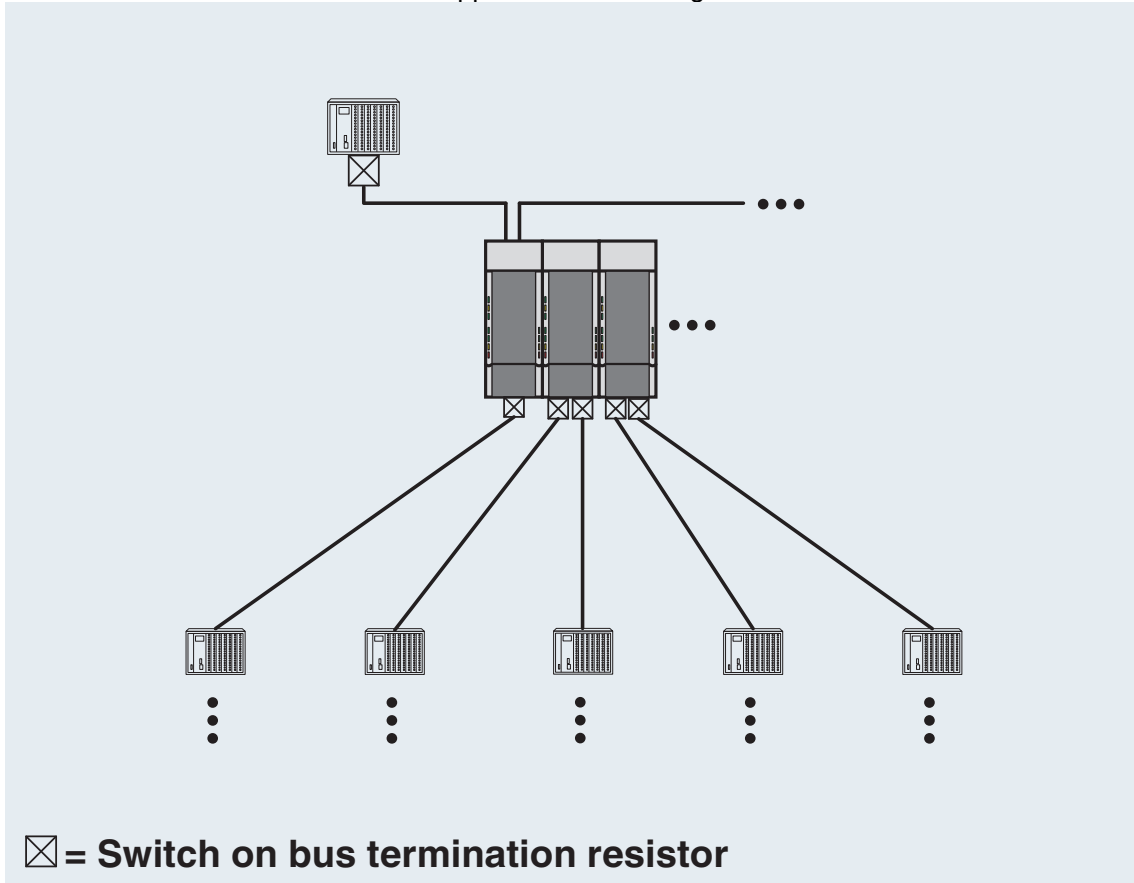 = Switch on bus termination resistor